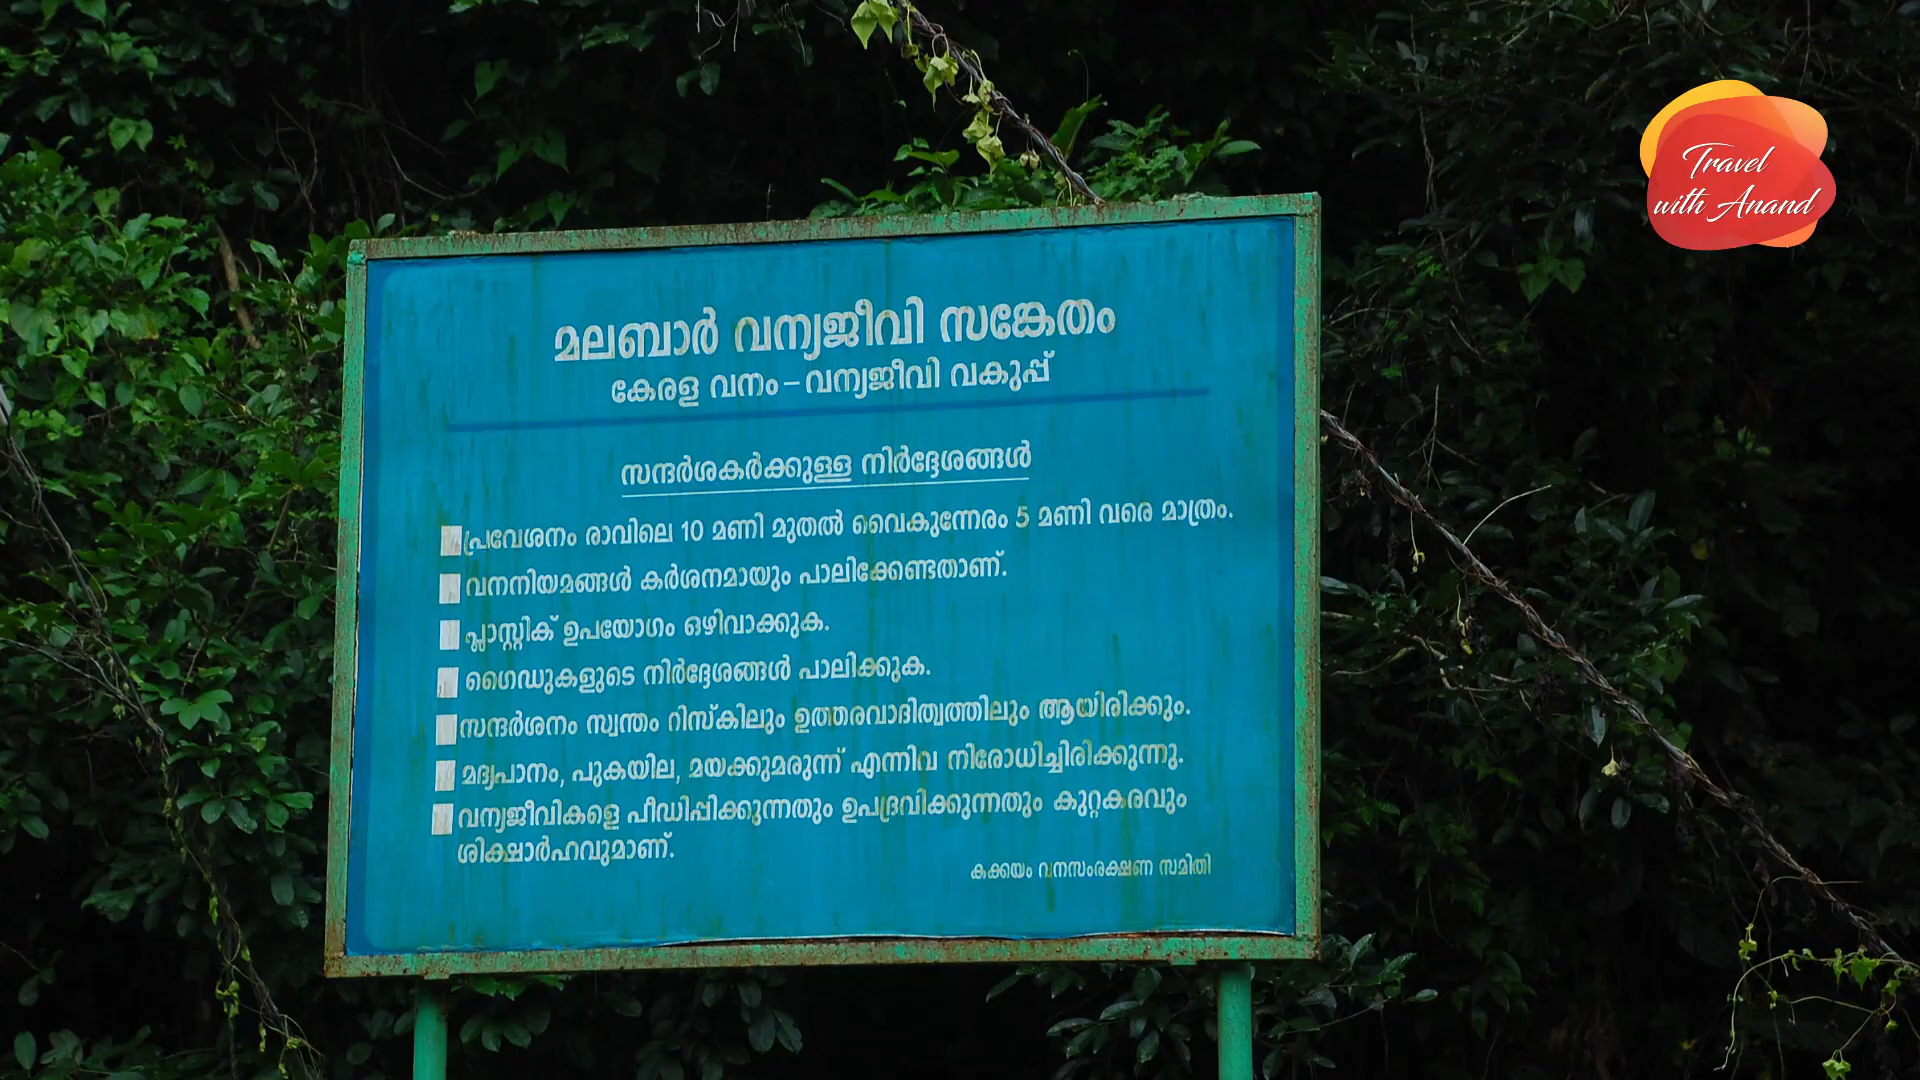 Travel
with Anand
മലബാർ വന്യജീവി സങ്കേതം
കേരള വനം – വന്യജീവി വകുപ്പ്
സന്ദർശകർക്കുള്ള നിർദ്ദേശങ്ങൾ
പ്രവേശനം രാവിലെ 10 മണി മുതൽ വൈകുന്നേരം 5 മണി വരെ മാത്രം.
വനനിയമങ്ങൾ കർശനമായും പാലിക്കേണ്ടതാണ്.
പ്ലാസ്റ്റിക് ഉപയോഗം ഒഴിവാക്കുക.
ഗൈഡുകളുടെ നിർദ്ദേശങ്ങൾ പാലിക്കുക.
സന്ദർശനം സ്വന്തം റിസ്കിലും ഉത്തരവാദിത്വത്തിലും ആയിരിക്കും.
മദ്യപാനം, പുകയില, മയക്കുമരുന്ന് എന്നിവ നിരോധിച്ചിരിക്കുന്നു.
വന്യജീവികളെ പീഡിപ്പിക്കുന്നതും ഉപദ്രവിക്കുന്നതും കുറ്റകരവും
ശിക്ഷാർഹവുമാണ്.
കക്കയം വനസംരക്ഷണ സമിതി